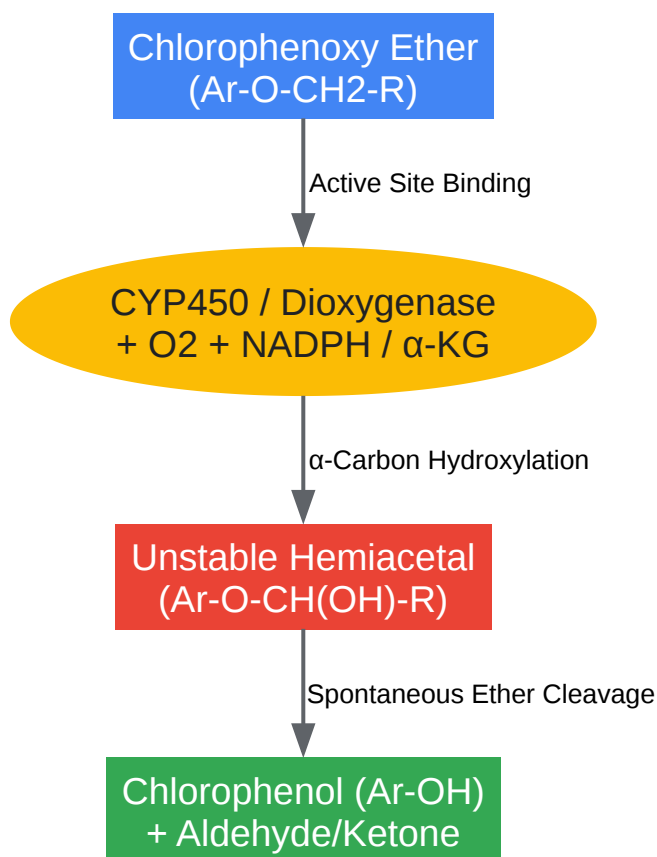 Chlorophenoxy Ether
(Ar-O-CH2-R)
Active Site Binding
CYP450 / Dioxygenase
+ O2 + NADPH / α-KG
α-Carbon Hydroxylation
Unstable Hemiacetal
(Ar-O-CH(OH)-R)
Spontaneous Ether Cleavage
Chlorophenol (Ar-OH)
+ Aldehyde/Ketone